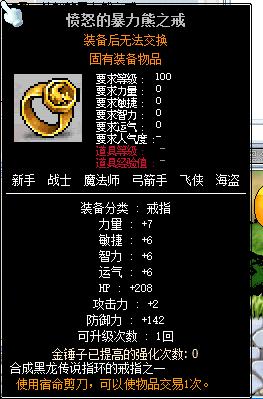 愤怒的暴力熊之戒
装备后无法交换
固有装备物品
要求等级 : 100
要求力量 : 0
要求敏捷 : 0
要求智力 : 0
要求运气 : 0
要求人气度 : -
道具等级 : -
道具经验值 : -
新手 战士 魔法师 弓箭手 飞侠 海盗
装备分类 : 戒指
力量 : +7
敏捷 : +6
智力 : +6
运气 : +6
HP : +208
攻击力 : +2
防御力 : +142
可升级次数 : 1回
金锤子已提高的强化次数: 0
合成黑龙传说指环的戒指之一
使用宿命剪刀，可以使物品交易1次。